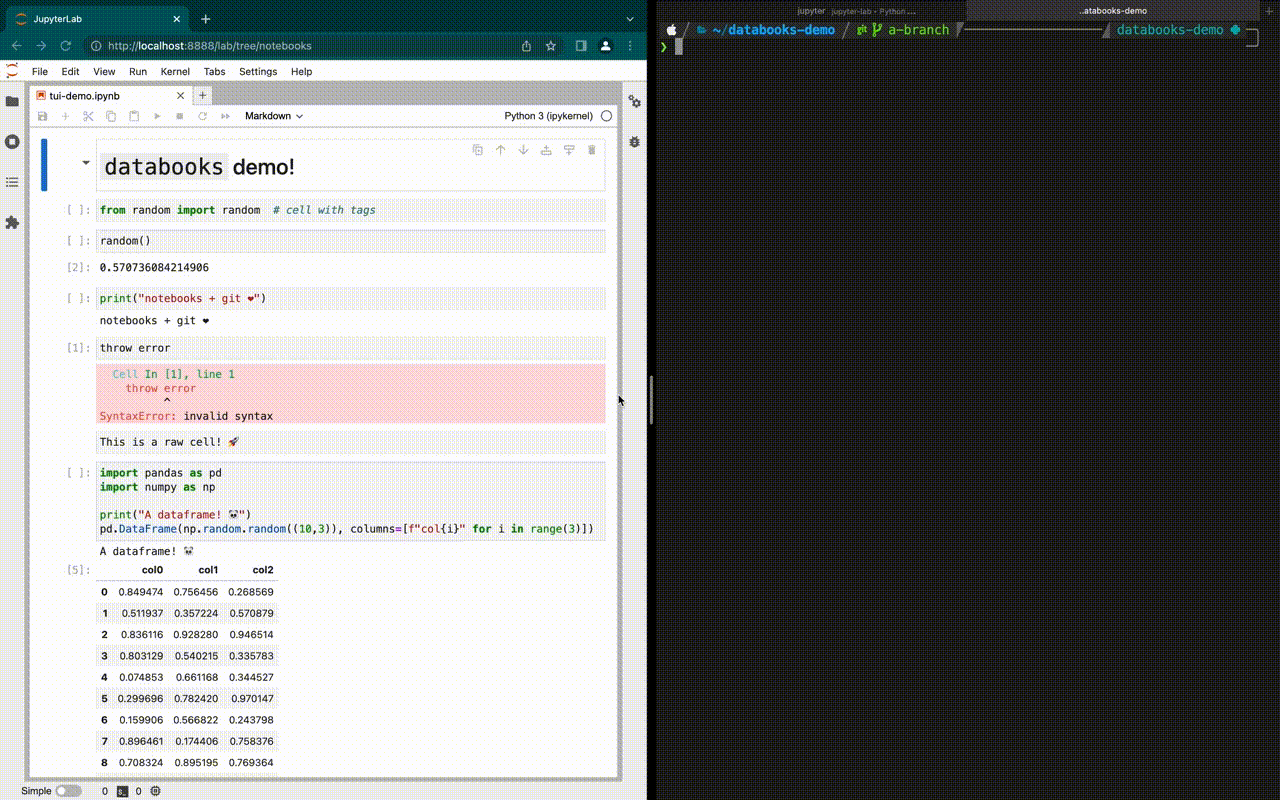 JupyterLab
http://localhost:8888/lab/tree/notebooks
File Edit View Run Kernel Tabs Settings Help
tui-demo.ipynb
Markdown
Python 3 (ipykernel)
databooks demo!
[ ]: from random import random  # cell with tags
[ ]: random()
[2]: 0.570736084214906
[ ]: print("notebooks + git ❤")
notebooks + git ❤
[1]: throw error
Cell In [1], line 1
throw error
^
SyntaxError: invalid syntax
This is a raw cell! 🚀
[ ]: import pandas as pd
import numpy as np
print("A dataframe! 🐼")
pd.DataFrame(np.random.random((10,3)), columns=[f"col{i}" for i in range(3)])
A dataframe! 🐼
[5]: col0 col1 col2
0 0.849474 0.756456 0.268569
1 0.511937 0.357224 0.570879
2 0.836116 0.928280 0.946514
3 0.803129 0.540215 0.335783
4 0.074853 0.661168 0.344527
5 0.299696 0.782420 0.970147
6 0.159906 0.566822 0.243798
7 0.896461 0.174406 0.758376
8 0.708324 0.895195 0.769364
Simple 0 0
jupyter jupyter-lab • Python ...
..atabooks-demo
~/databooks-demo / git a-branch
databooks-demo
❯